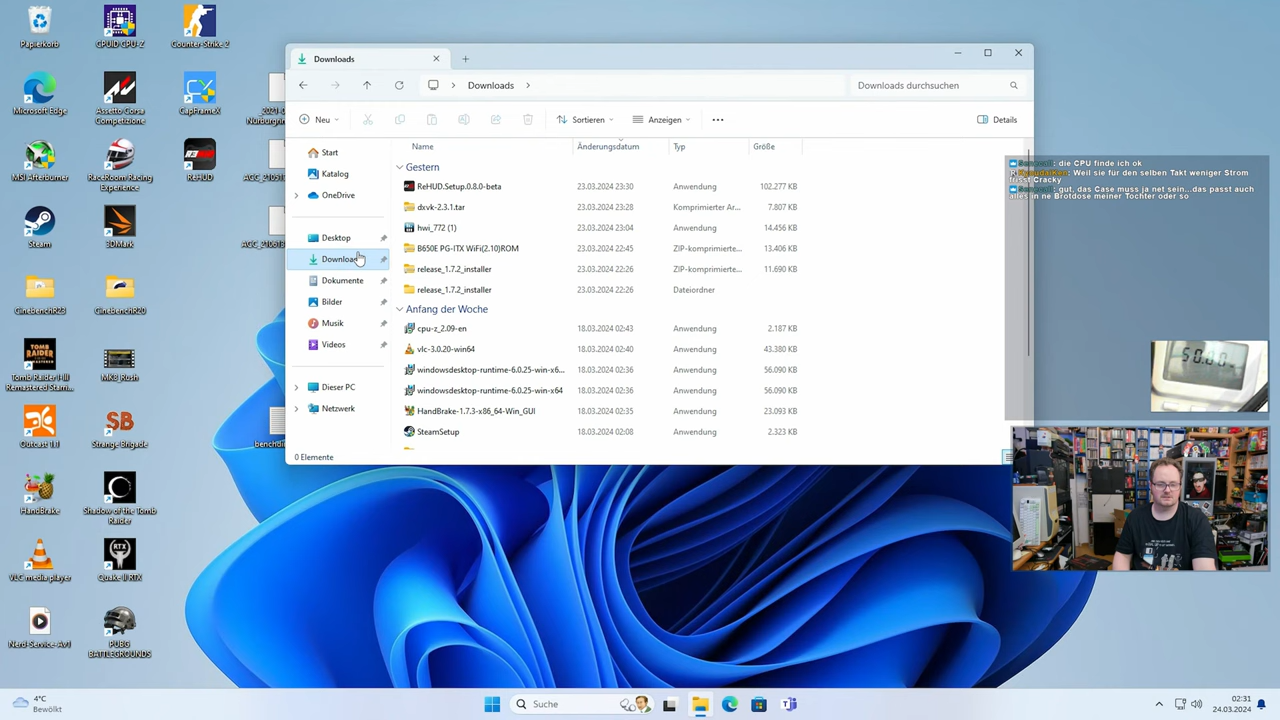 Papierkorb
CPUID CPU-Z
Counter-Strike 2
Microsoft Edge
Assetto Corsa
Competizione
CapFrameX
MSI Afterburner
RaceRoom Racing
Experience
ReHUD
Steam
3DMark
CinebenchR23
CinebenchR20
Tomb Raider I-III
MK8_Rush
Outcast 1.1
Strange Brigade
HandBrake
Shadow of the Tomb
Raider
VLC media player
Quake II RTX
Nerd-Service-Av1
PUBG
BATTLEGROUNDS
Downloads
Downloads
Downloads durchsuchen
Neu
Sortieren
Anzeigen
Details
Name
Änderungsdatum
Typ
Größe
Start
Katalog
OneDrive
Desktop
Download
Dokumente
Bilder
Musik
Videos
Dieser PC
Netzwerk
Gestern
ReHUD.Setup.0.8.0-beta 23.03.2024 23:30 Anwendung 102.277 KB
dxvk-2.3.1.tar 23.03.2024 23:28 Komprimierter Ar... 7.807 KB
hwi_772 (1) 23.03.2024 23:04 Anwendung 14.456 KB
B650E PG-ITX WiFi(2.10)ROM 23.03.2024 22:45 ZIP-komprimierte... 13.406 KB
release_1.7.2_installer 23.03.2024 22:26 ZIP-komprimierte... 11.690 KB
release_1.7.2_installer 23.03.2024 22:26 Dateiordner
Anfang der Woche
cpu-z_2.09-en 18.03.2024 02:43 Anwendung 2.187 KB
vlc-3.0.20-win64 18.03.2024 02:40 Anwendung 43.380 KB
windowsdesktop-runtime-6.0.25-win-x6... 18.03.2024 02:36 Anwendung 56.090 KB
windowsdesktop-runtime-6.0.25-win-x64 18.03.2024 02:36 Anwendung 56.090 KB
HandBrake-1.7.3-x86_64-Win_GUI 18.03.2024 02:35 Anwendung 23.093 KB
SteamSetup 18.03.2024 02:08 Anwendung 2.323 KB
0 Elemente
: die CPU finde ich ok
: Weil sie für den selben Takt weniger Strom
frisst Cracky
: gut, das Case muss ja net sein...das passt auch
alles in ne Brotdose meiner Tochter oder so
4°C
Bewölkt
Suche
02:31
24.03.2024